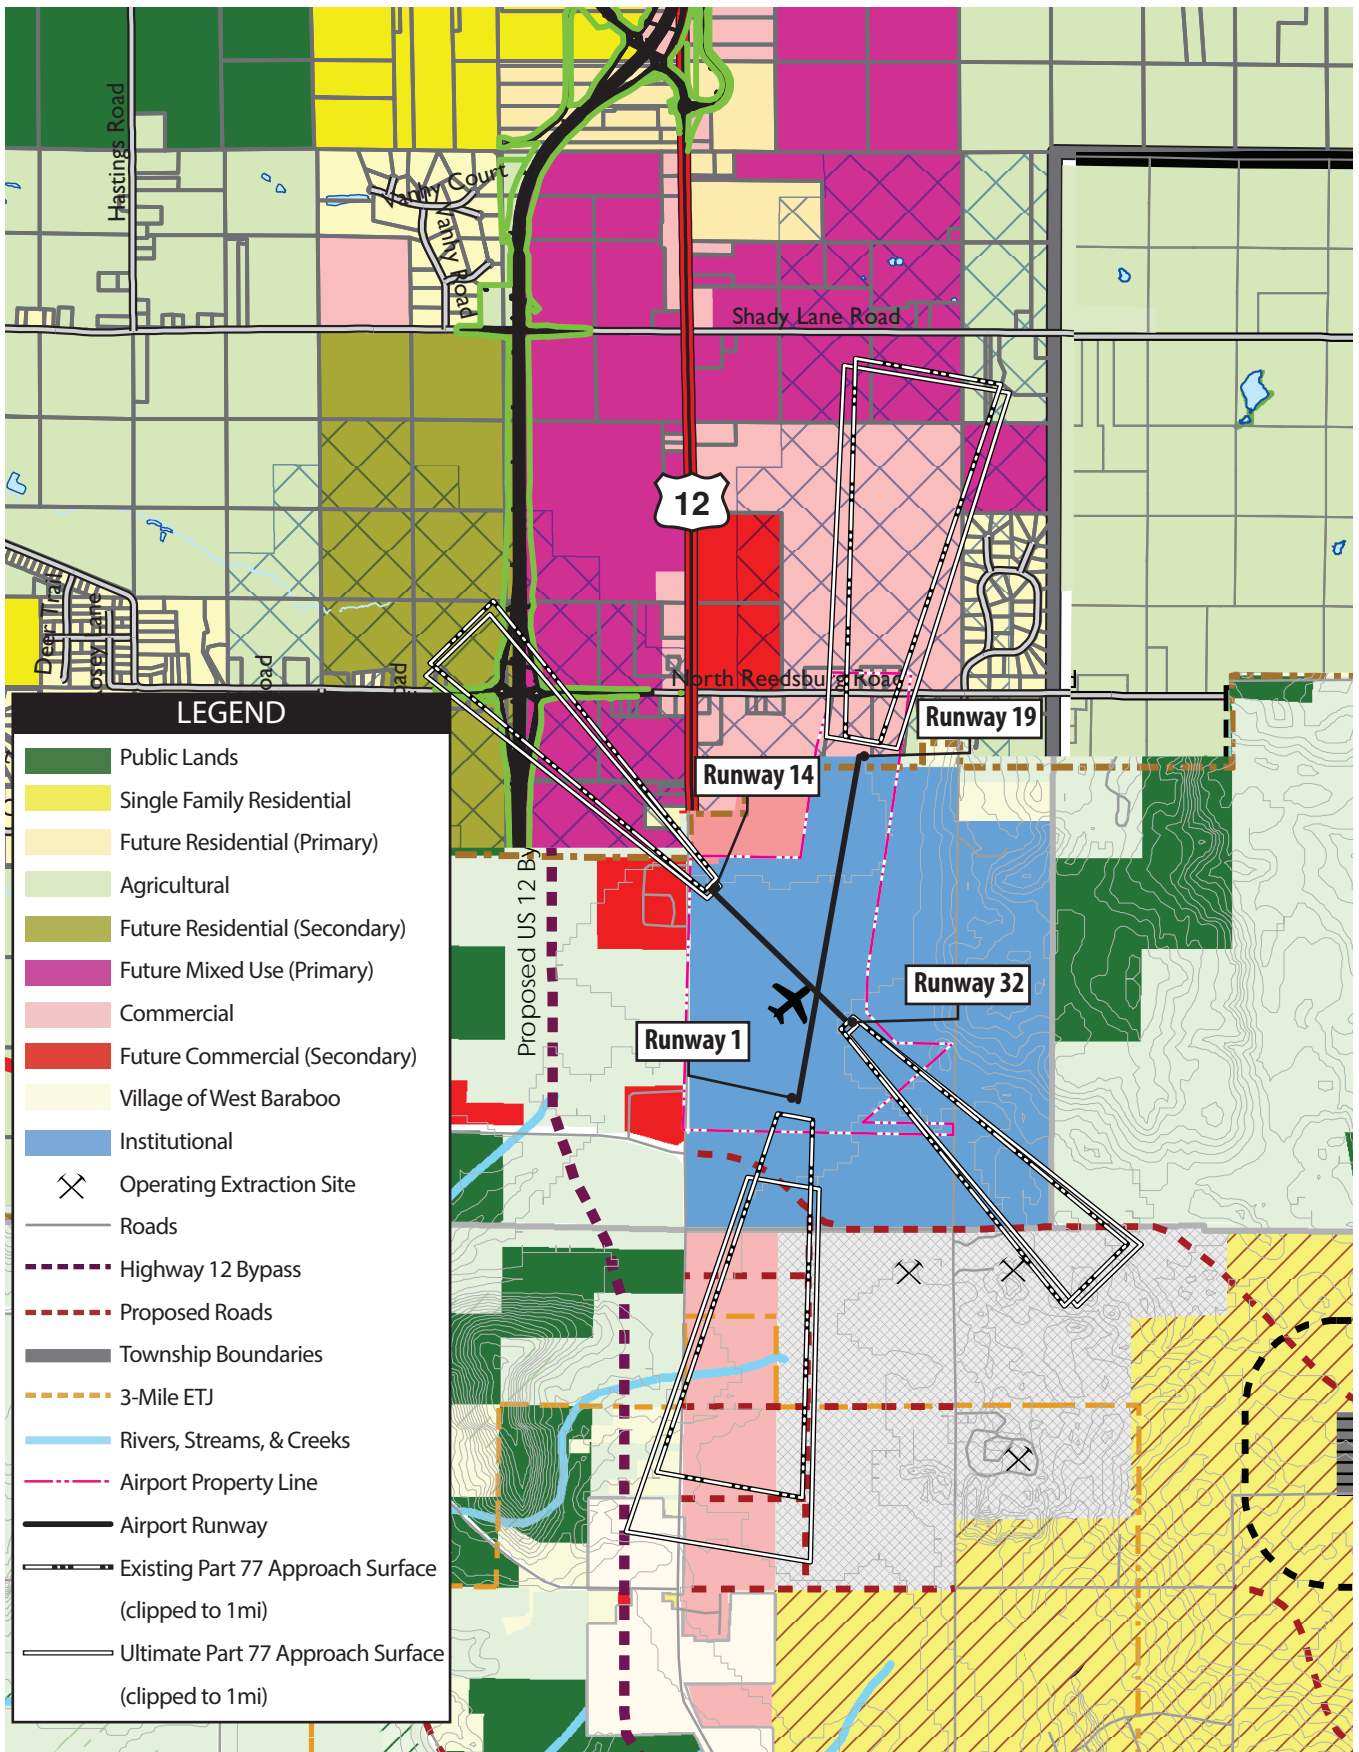 Hastings Road
Vanhy Court
Vanhy Road
Shady Lane Road
12
Deer Trail
Rosey Lane
oad
oad
North Reedsburg Road
d
Runway 19
Runway 14
Proposed US 12 By
Runway 32
Runway 1
LEGEND
Public Lands
Single Family Residential
Future Residential (Primary)
Agricultural
Future Residential (Secondary)
Future Mixed Use (Primary)
Commercial
Future Commercial (Secondary)
Village of West Baraboo
Institutional
Operating Extraction Site
Roads
Highway 12 Bypass
Proposed Roads
Township Boundaries
3-Mile ETJ
Rivers, Streams, & Creeks
Airport Property Line
Airport Runway
Existing Part 77 Approach Surface
(clipped to 1mi)
Ultimate Part 77 Approach Surface
(clipped to 1mi)